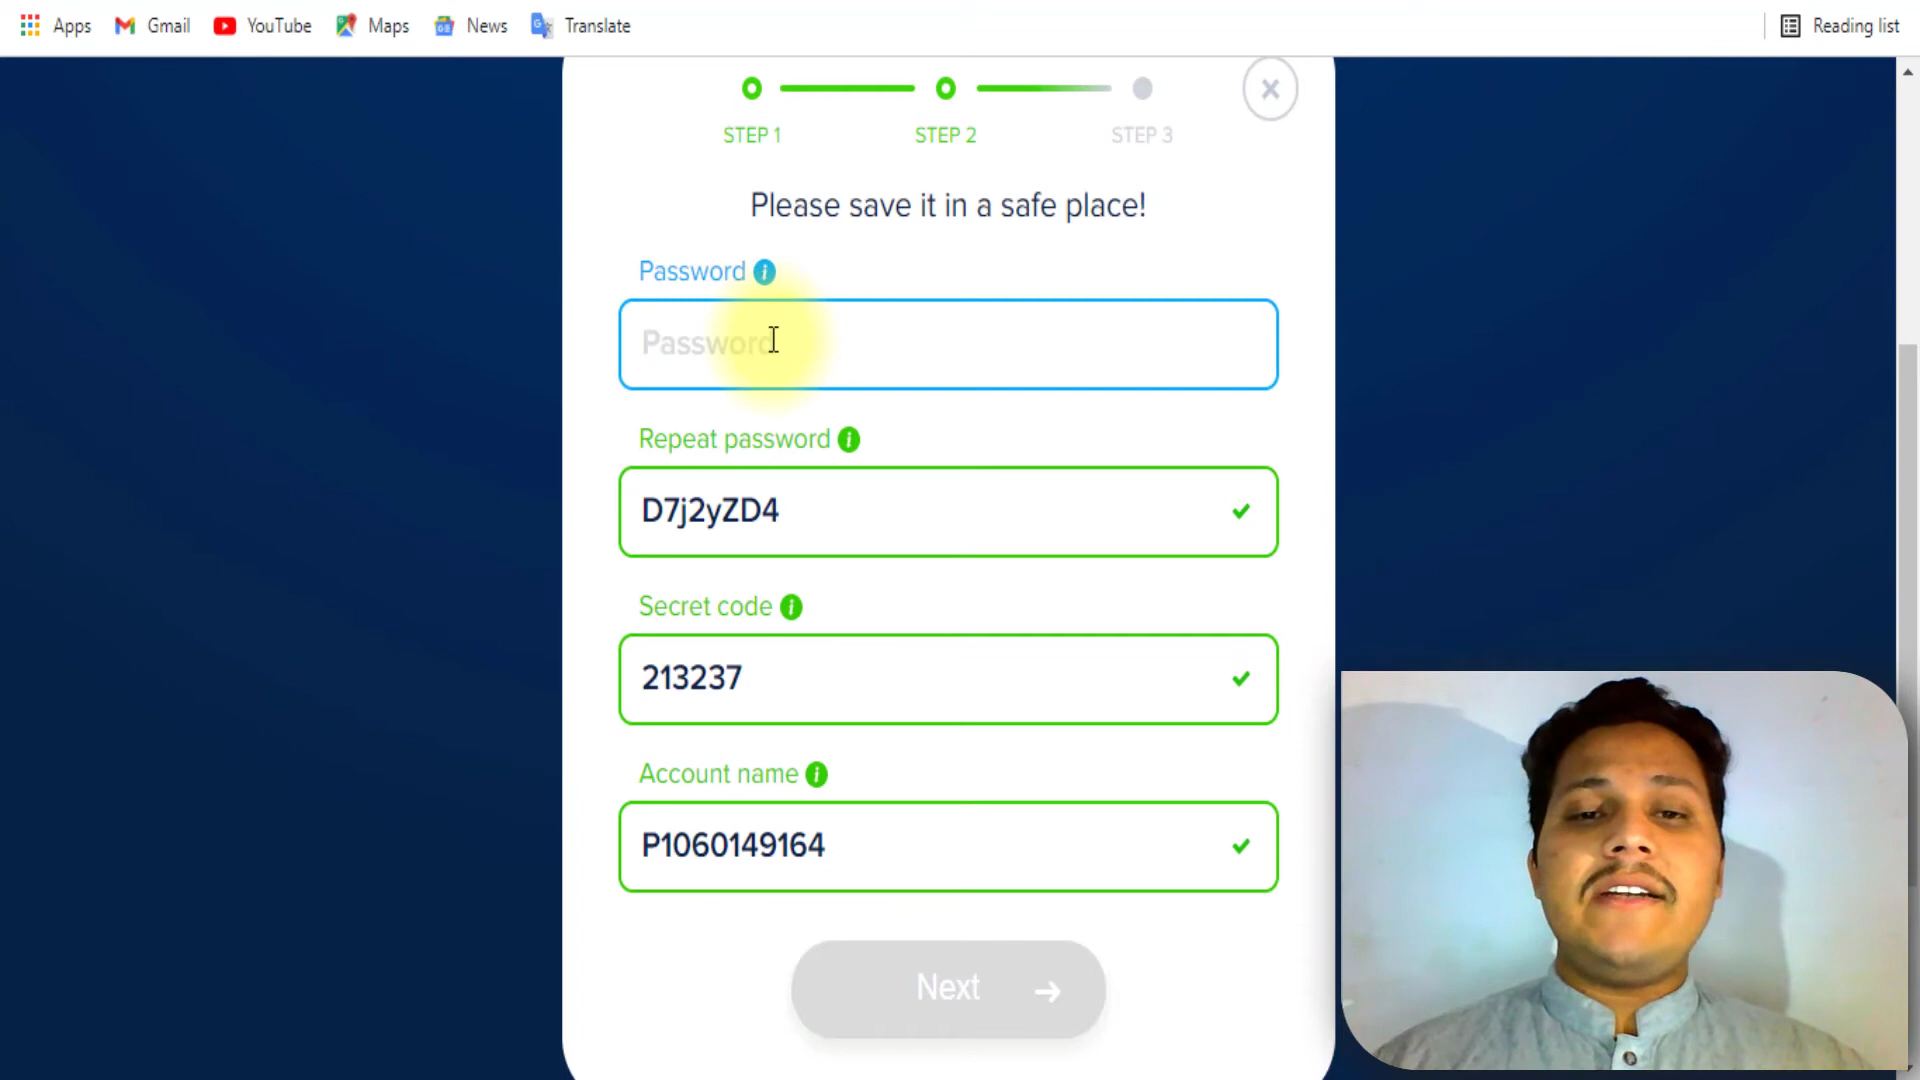 Apps Gmail YouTube Maps News Translate Reading list
STEP 1 STEP 2 STEP 3
Please save it in a safe place!
Password
Password
Repeat password
D7j2yZD4
Secret code
213237
Account name
P1060149164
Next